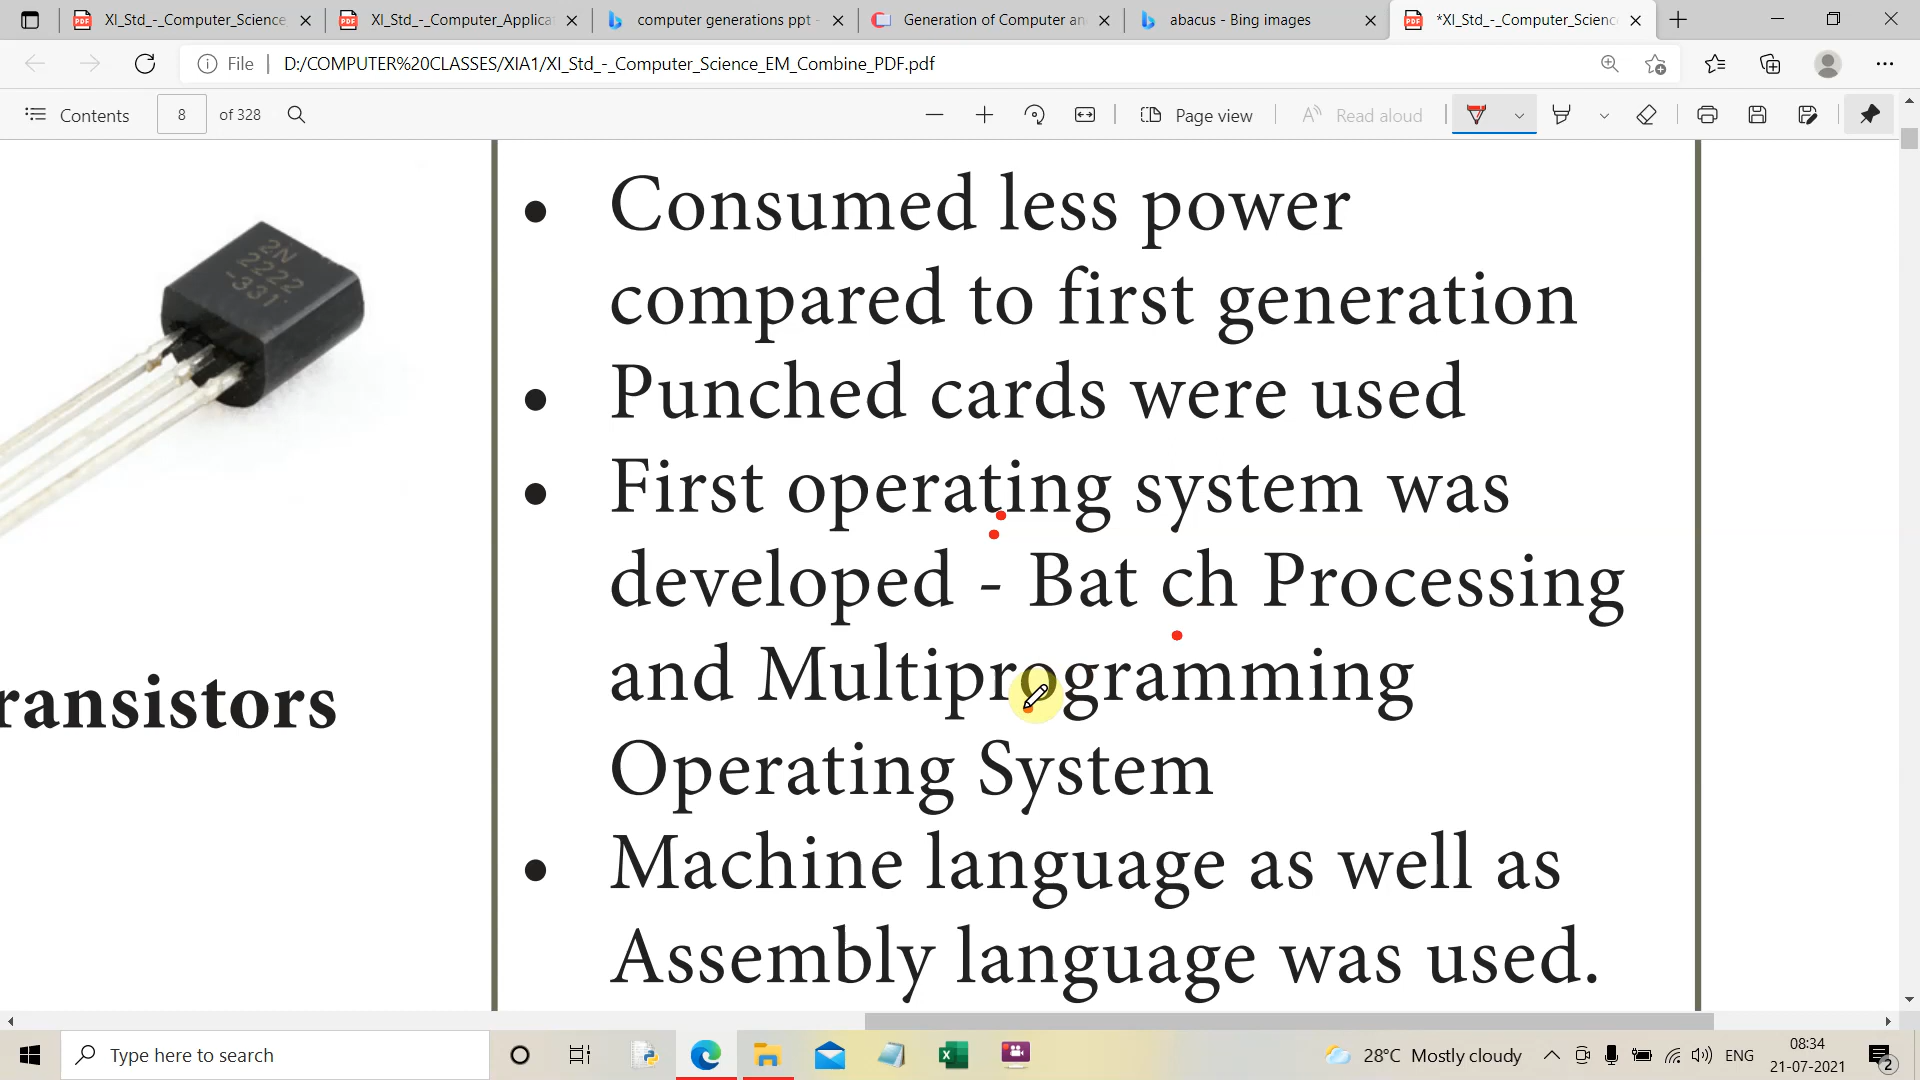 XI_Std_-_Computer_Science
XI_Std_-_Computer_Applica
computer generations ppt -
Generation of Computer an
abacus - Bing images
*XI_Std_-_Computer_Scienc
File
D:/COMPUTER%20CLASSES/XIA1/XI_Std_-_Computer_Science_EM_Combine_PDF.pdf
Contents
8
of 328
Page view
Read aloud
2N
2222
-331
ransistors
• Consumed less power
compared to first generation
• Punched cards were used
• First operating system was
developed - Bat ch Processing
and Multiprogramming
Operating System
• Machine language as well as
Assembly language was used.
Type here to search
28°C Mostly cloudy
ENG
08:34
21-07-2021
2